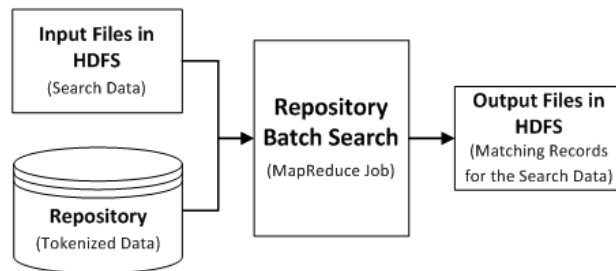 Input Files in
HDFS
(Search Data)
Repository
(Tokenized Data)
Repository
Batch Search
(MapReduce Job)
Output Files in
HDFS
(Matching Records
for the Search Data)